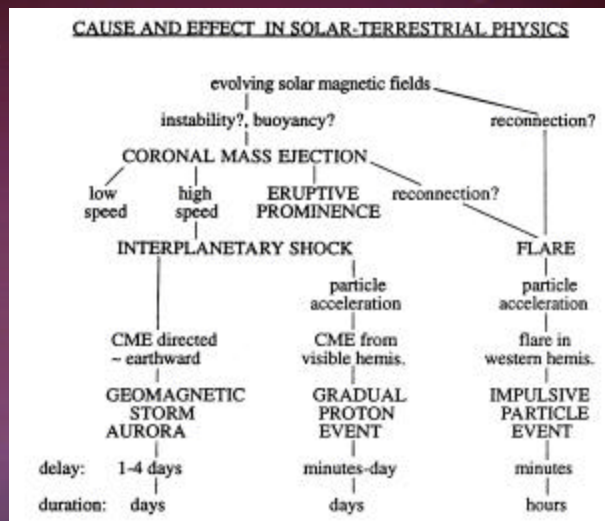 CAUSE AND EFFECT IN SOLAR-TERRESTRIAL PHYSICS
evolving solar magnetic fields
instability?, buoyancy? reconnection?
CORONAL MASS EJECTION
low high ERUPTIVE reconnection?
speed speed PROMINENCE
INTERPLANETARY SHOCK FLARE
particle particle
acceleration acceleration
CME directed CME from flare in
~ earthward visible hemis. western hemis.
GEOMAGNETIC GRADUAL IMPULSIVE
STORM PROTON PARTICLE
AURORA EVENT EVENT
delay: 1-4 days minutes-day minutes
duration: days days hours